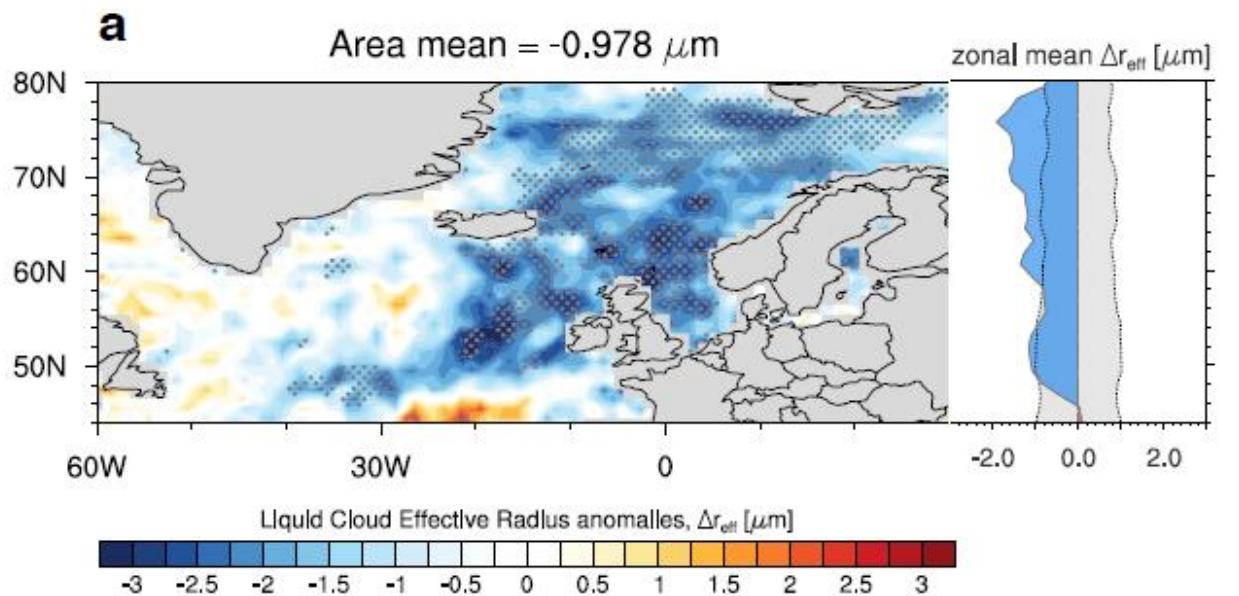 a
Area mean = -0.978 μm
zonal mean Δr_eff [μm]
80N
70N
60N
50N
60W 30W 0
-2.0 0.0 2.0
Liquid Cloud Effective Radius anomalies, Δr_eff [μm]
-3 -2.5 -2 -1.5 -1 -0.5 0 0.5 1 1.5 2 2.5 3